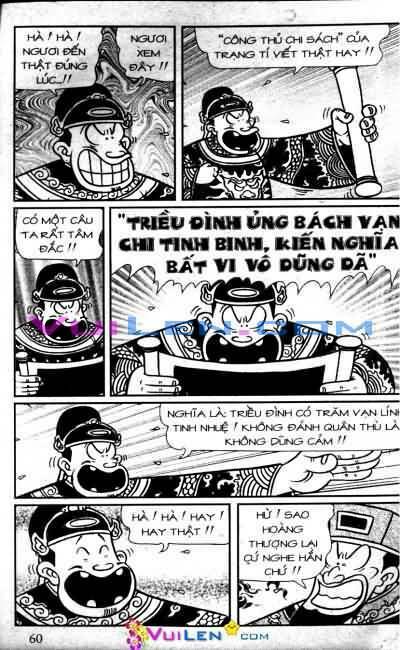 HÀ! HÀ!
NGƯƠI ĐẾN
THẬT ĐÚNG
LÚC..!!
NGƯƠI
XEM
ĐÂY!!
"CÔNG THỦ CHI SÁCH" CỦA
TRẠNG TÍ VIẾT THẬT HAY!!
CÓ MỘT CÂU
TA RẤT TÂM
ĐẮC!!
"TRIỀU ĐÌNH ỦNG BÁCH VẠN
CHI TINH BINH, KIẾN NGHĨA
BẤT VI VÔ DŨNG DÃ"
VUILEN.COM
NGHĨA LÀ: TRIỀU ĐÌNH CÓ TRĂM VẠN LÍNH
TINH NHUỆ! KHÔNG ĐÁNH QUÂN THÙ LÀ
KHÔNG DŨNG CẢM!!
HÀ! HÀ! HAY!
HAY THẬT!!
HỪ! SAO
HOÀNG
THƯỢNG LẠI
CỨ NGHE HẮN
CHỨ!!
60
VUILEN.COM